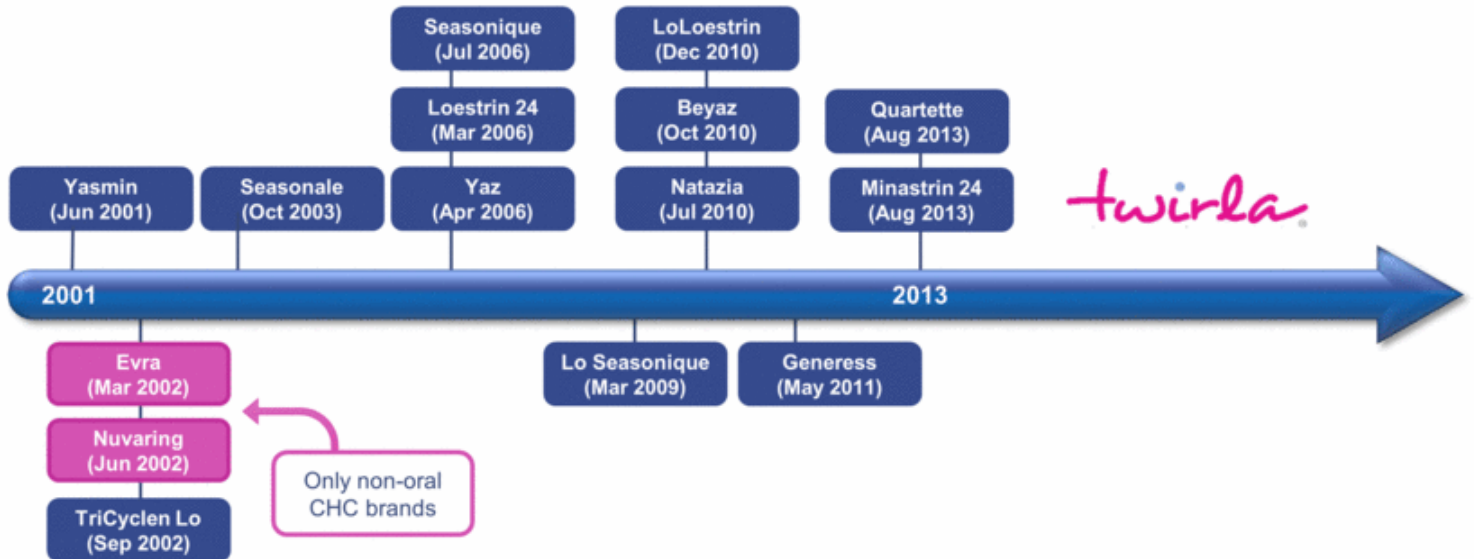 Seasonique
(Jul 2006)
LoLoestrin
(Dec 2010)
Loestrin 24
(Mar 2006)
Beyaz
(Oct 2010)
Quartette
(Aug 2013)
Yasmin
(Jun 2001)
Seasonale
(Oct 2003)
Yaz
(Apr 2006)
Natazia
(Jul 2010)
Minastrin 24
(Aug 2013)
twirla
2001
2013
Evra
(Mar 2002)
Lo Seasonique
(Mar 2009)
Generess
(May 2011)
Nuvaring
(Jun 2002)
Only non-oral
CHC brands
TriCyclen Lo
(Sep 2002)